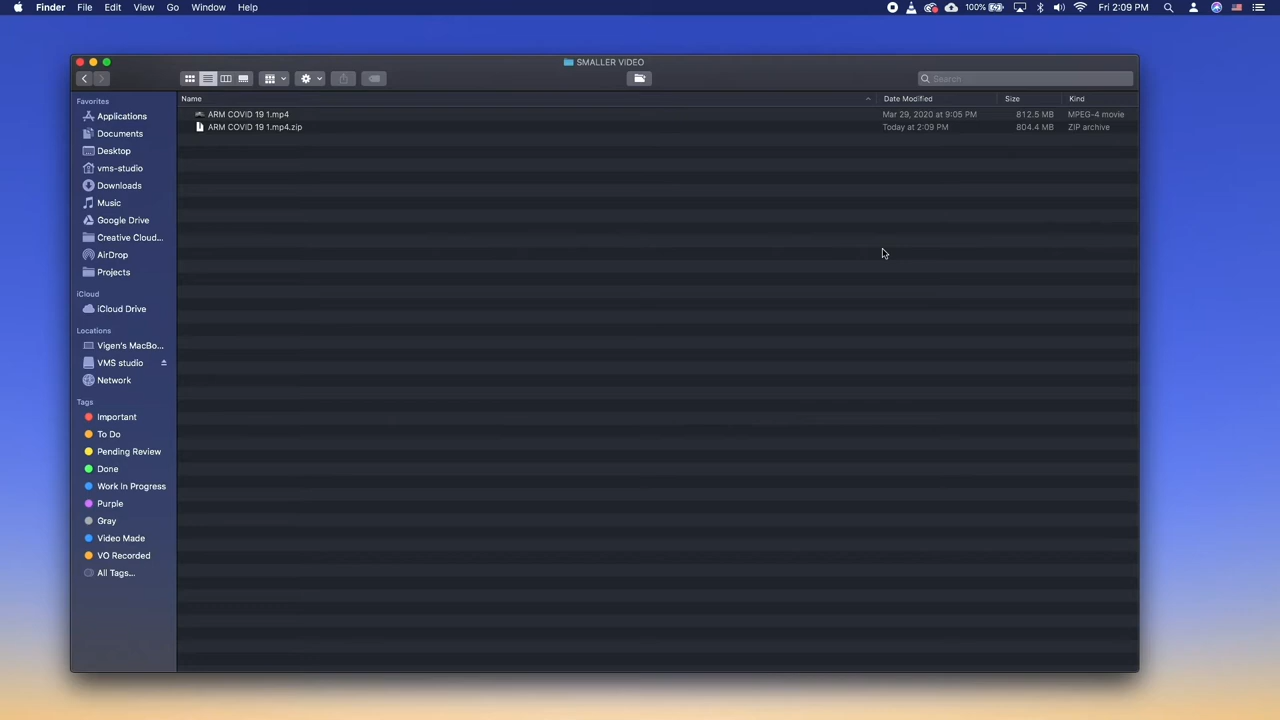 Finder File Edit View Go Window Help 100% Fri 2:09 PM
SMALLER VIDEO
Search
Favorites
Applications
Documents
Desktop
vms-studio
Downloads
Music
Google Drive
Creative Cloud...
AirDrop
Projects
iCloud
iCloud Drive
Locations
Vigen's MacBo...
VMS studio
Network
Tags
Important
To Do
Pending Review
Done
Work In Progress
Purple
Gray
Video Made
VO Recorded
All Tags...
Name Date Modified Size Kind
ARM COVID 19 1.mp4 Mar 29, 2020 at 9:05 PM 812.5 MB MPEG-4 movie
ARM COVID 19 1.mp4.zip Today at 2:09 PM 804.4 MB ZIP archive